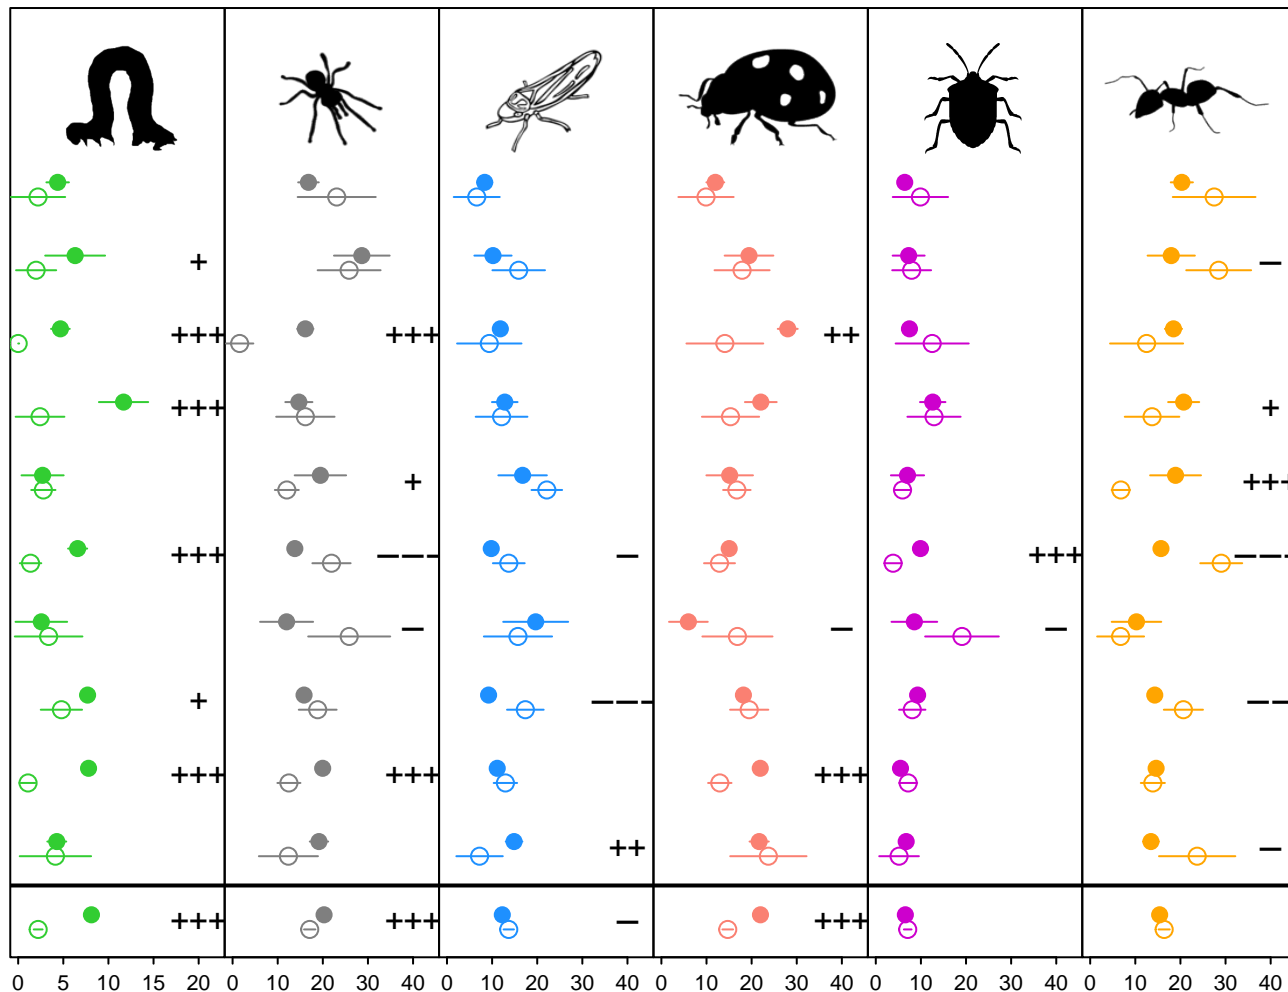 + —
+++ +++ ++
+++ +
+ +++
+++ ——— — +++ ———
— — —
+ ——— ——
+++ +++ +++
++ —
+++ +++ — +++
0 5 10 15 20 0 10 20 30 40 0 10 20 30 40 0 10 20 30 40 0 10 20 30 40 0 10 20 30 40